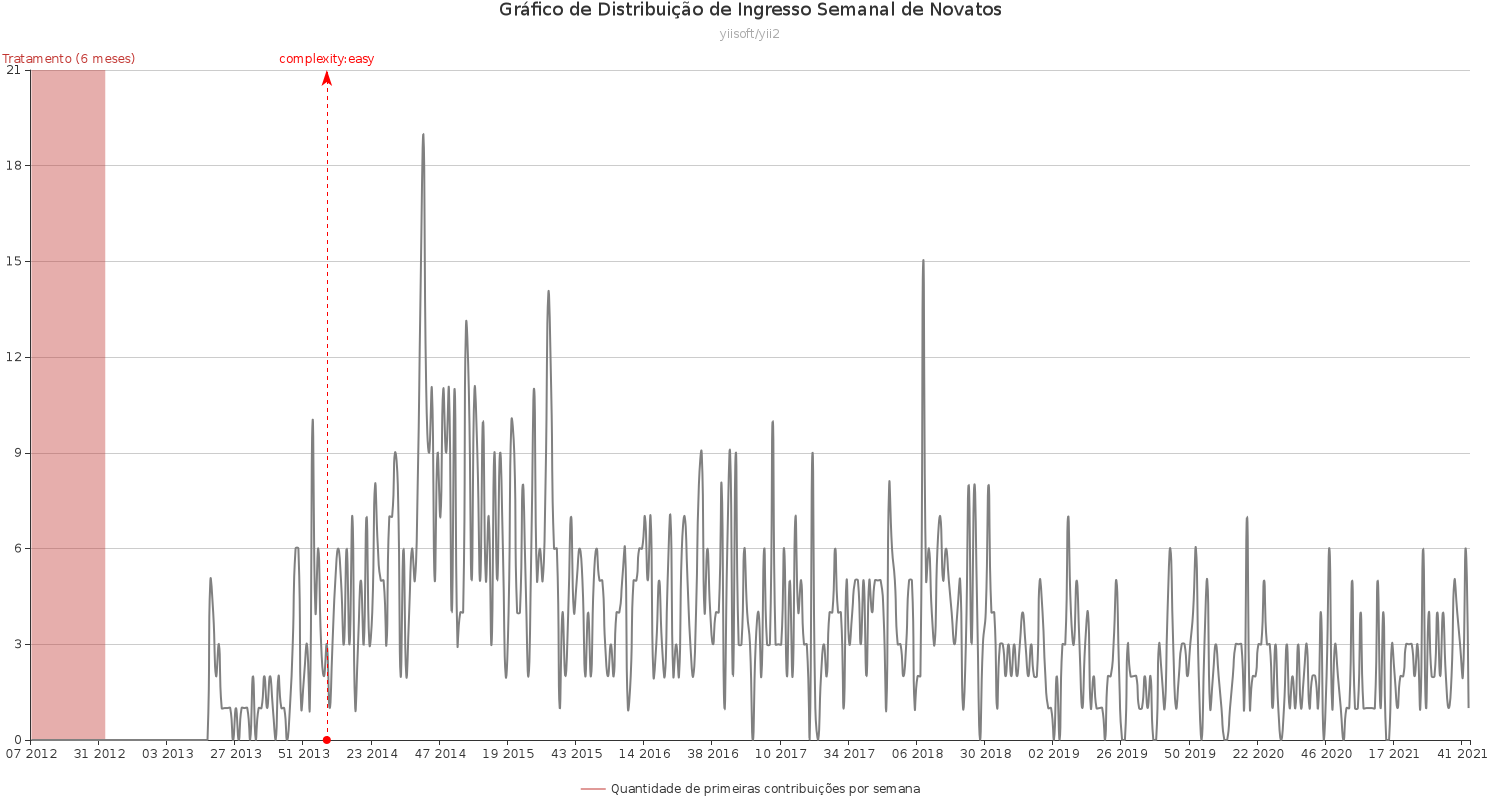 Gráfico de Distribuição de Ingresso Semanal de Novatos
yiisoft/yii2
Tratamento (6 meses)
complexity:easy
21
18
15
12
9
6
3
0
07 2012 31 2012 03 2013 27 2013 51 2013 23 2014 47 2014 19 2015 43 2015 14 2016 38 2016 10 2017 34 2017 06 2018 30 2018 02 2019 26 2019 50 2019 22 2020 46 2020 17 2021 41 2021
Quantidade de primeiras contribuições por semana